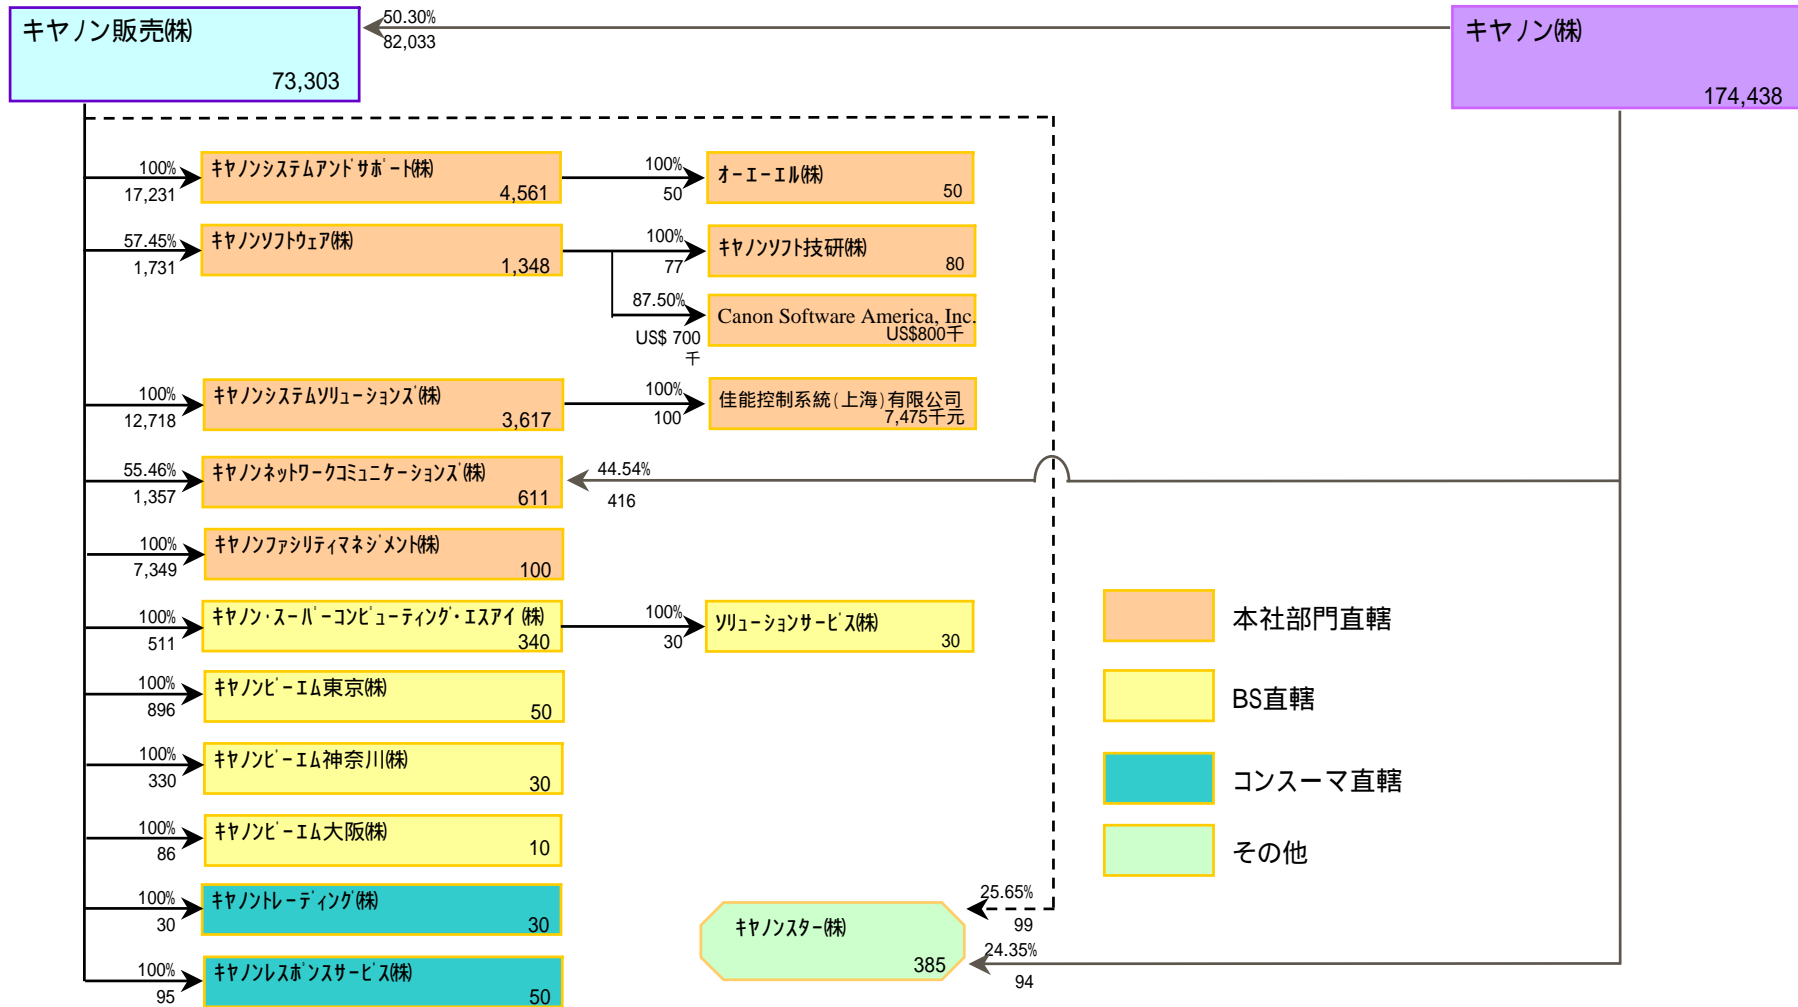 キヤノン販売㈱
73,303
50.30%
82,033
キヤノン㈱
174,438
100%
17,231
ｷﾔﾉﾝｼｽﾃﾑｱﾝﾄﾞｻﾎﾟｰﾄ㈱
4,561
100%
50
ｵｰｴｰｴﾙ㈱
50
57.45%
1,731
ｷﾔﾉﾝｿﾌﾄｳｪｱ㈱
1,348
100%
77
ｷﾔﾉﾝｿﾌﾄ技研㈱
80
87.50%
US$ 700
千
Canon Software America, Inc.
US$800千
100%
12,718
ｷﾔﾉﾝｼｽﾃﾑｿﾘｭｰｼｮﾝｽﾞ㈱
3,617
100%
100
佳能控制系統(上海)有限公司
7,475千元
55.46%
1,357
ｷﾔﾉﾝﾈｯﾄﾜｰｸｺﾐｭﾆｹｰｼｮﾝｽﾞ㈱
611
44.54%
416
100%
7,349
ｷﾔﾉﾝﾌｧｼﾘﾃｨﾏﾈｼﾞﾒﾝﾄ㈱
100
100%
511
ｷﾔﾉﾝ・ｽｰﾊﾟｰｺﾝﾋﾟｭｰﾃｨﾝｸﾞ・ｴｽｱｲ ㈱
340
100%
30
ｿﾘｭｰｼｮﾝｻｰﾋﾞｽ㈱
30
100%
896
ｷﾔﾉﾝﾋﾞｰｴﾑ東京㈱
50
100%
330
ｷﾔﾉﾝﾋﾞｰｴﾑ神奈川㈱
30
100%
86
ｷﾔﾉﾝﾋﾞｰｴﾑ大阪㈱
10
100%
30
ｷﾔﾉﾝﾄﾚｰﾃﾞｨﾝｸﾞ㈱
30
100%
95
ｷﾔﾉﾝﾚｽﾎﾟﾝｽｻｰﾋﾞｽ㈱
50
ｷﾔﾉﾝｽﾀｰ㈱
385
25.65%
99
24.35%
94
本社部門直轄
BS直轄
コンスーマ直轄
その他